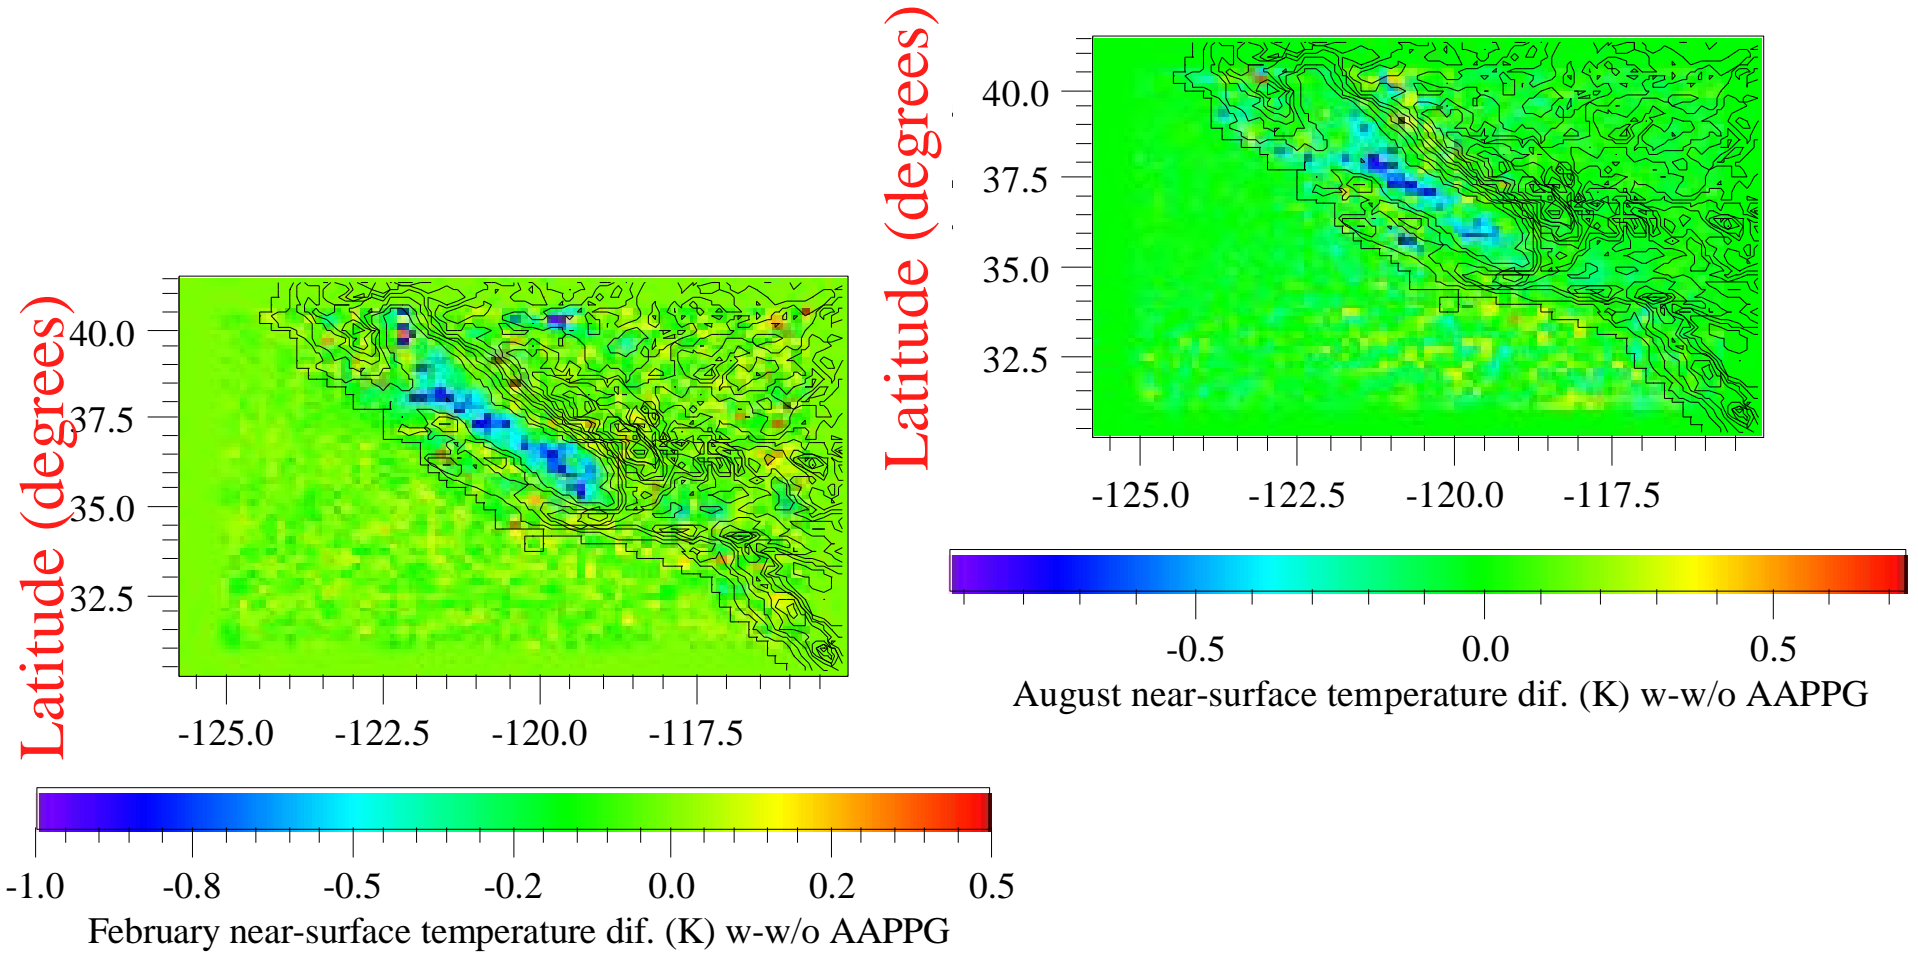 Latitude (degrees)
40.0
37.5
35.0
32.5
-125.0 -122.5 -120.0 -117.5
-1.0 -0.8 -0.5 -0.2 0.0 0.2 0.5
February near-surface temperature dif. (K) w-w/o AAPPG
Latitude (degrees)
40.0
37.5
35.0
32.5
-125.0 -122.5 -120.0 -117.5
-0.5 0.0 0.5
August near-surface temperature dif. (K) w-w/o AAPPG